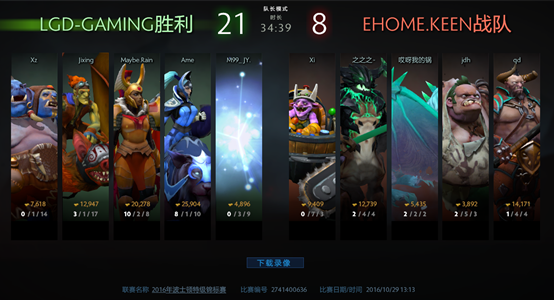 LGD-GAMING胜利 21 队长模式 8 EHOME.KEEN战队
时长
34:39
Xz Jixing Maybe.Rain Ame M99_JY. Xi 之之之- 哎呀我的锅 jdh qd
7,618 12,947 20,278 25,904 4,896 9,409 12,739 5,435 3,892 14,171
0 / 1 / 14 3 / 1 / 17 10 / 2 / 8 8 / 1 / 10 0 / 3 / 9 0 / 7 / 3 2 / 4 / 4 2 / 2 / 2 2 / 5 / 3 1 / 4 / 4
下载录像
联赛名称 2016年波士顿特级锦标赛 比赛编号 2741400636 比赛日期/时间 2016/10/29 13:13